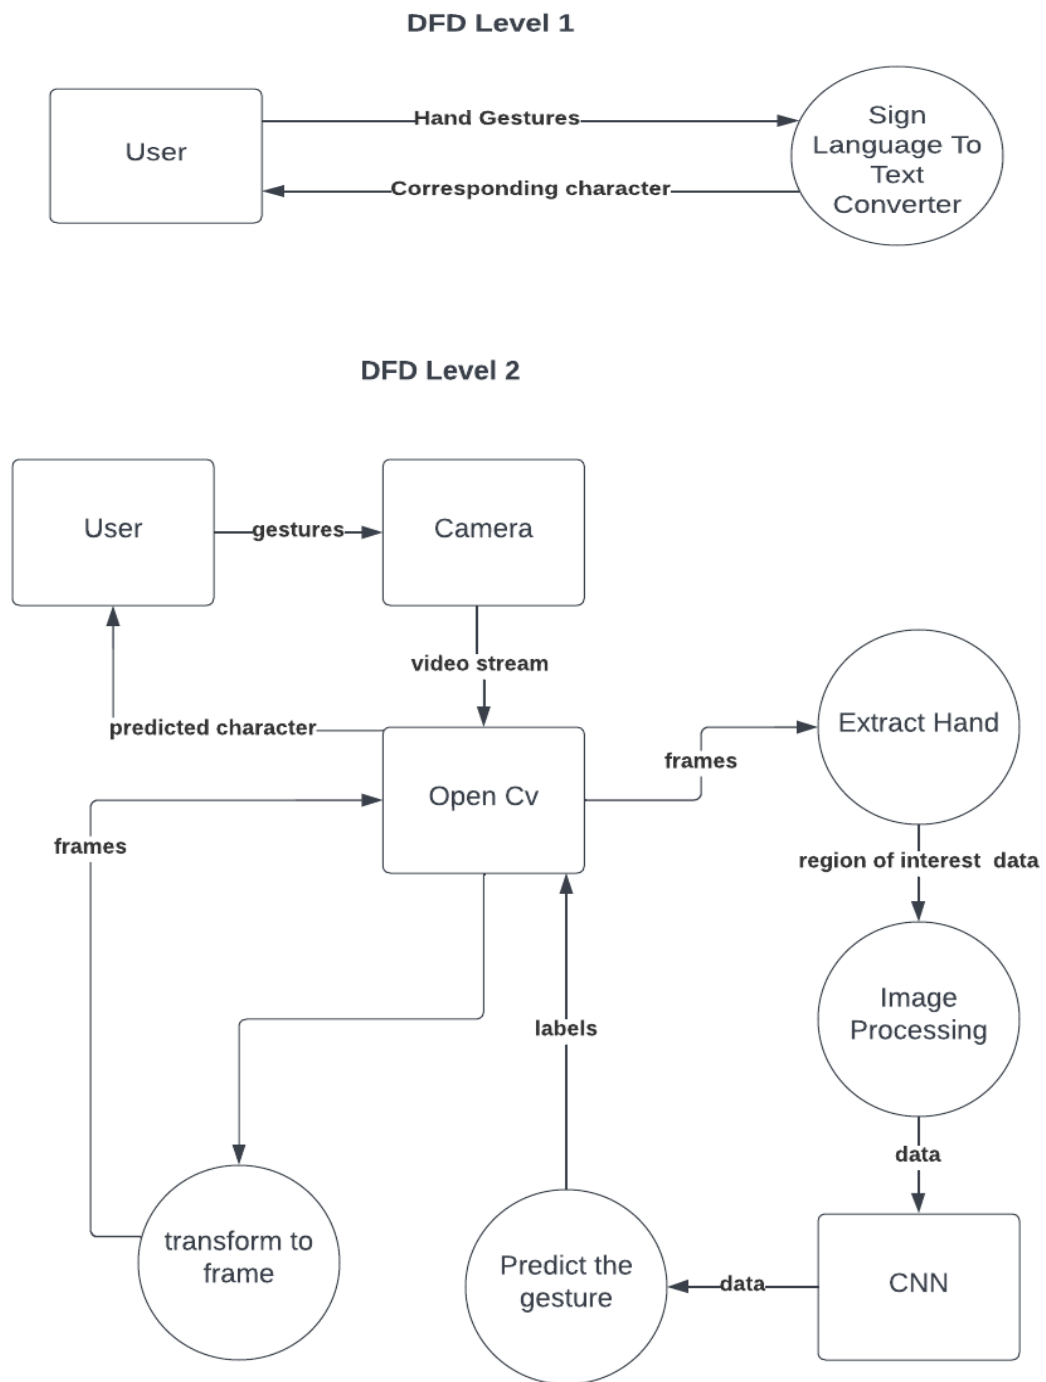 DFD Level 1
User
Hand Gestures
Corresponding character
Sign
Language To
Text
Converter
DFD Level 2
User
gestures
Camera
video stream
predicted character
Open Cv
frames
Extract Hand
frames
region of interest  data
Image
Processing
labels
data
transform to
frame
Predict the
gesture
data
CNN